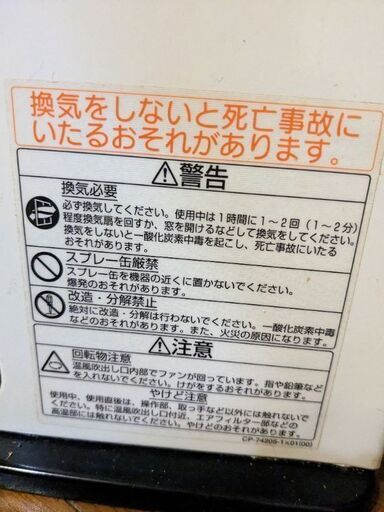 換気をしないと死亡事故に
いたるおそれがあります。
⚠警告
換気必要
必ず換気してください。使用中は1時間に1～2回（1～2分）
程度換気扇を回すか、窓を開けるなどして換気をしてください。
換気をしないと一酸化炭素中毒を起こし、死亡事故にいたる
おそれがあります。
スプレー缶厳禁
スプレー缶を機器の近くに置かないでください。
爆発のおそれがあります。
改造・分解禁止
絶対に改造・分解は行わないでください。一酸化炭素中毒
などのおそれがあります。また、火災の原因になります。
⚠注意
回転物注意
温風吹出し口内部でファンが回っています。指や鉛筆など
を入れないでください。けがをするおそれがあります。
やけど注意
使用中、使用直後は、操作部、取っ手など以外には触れないで
ください。特に温風吹出し口付近、エアフィルター部などの
高温部には触れないでください。やけどのおそれがあります。
CP-74205-1X01(00)